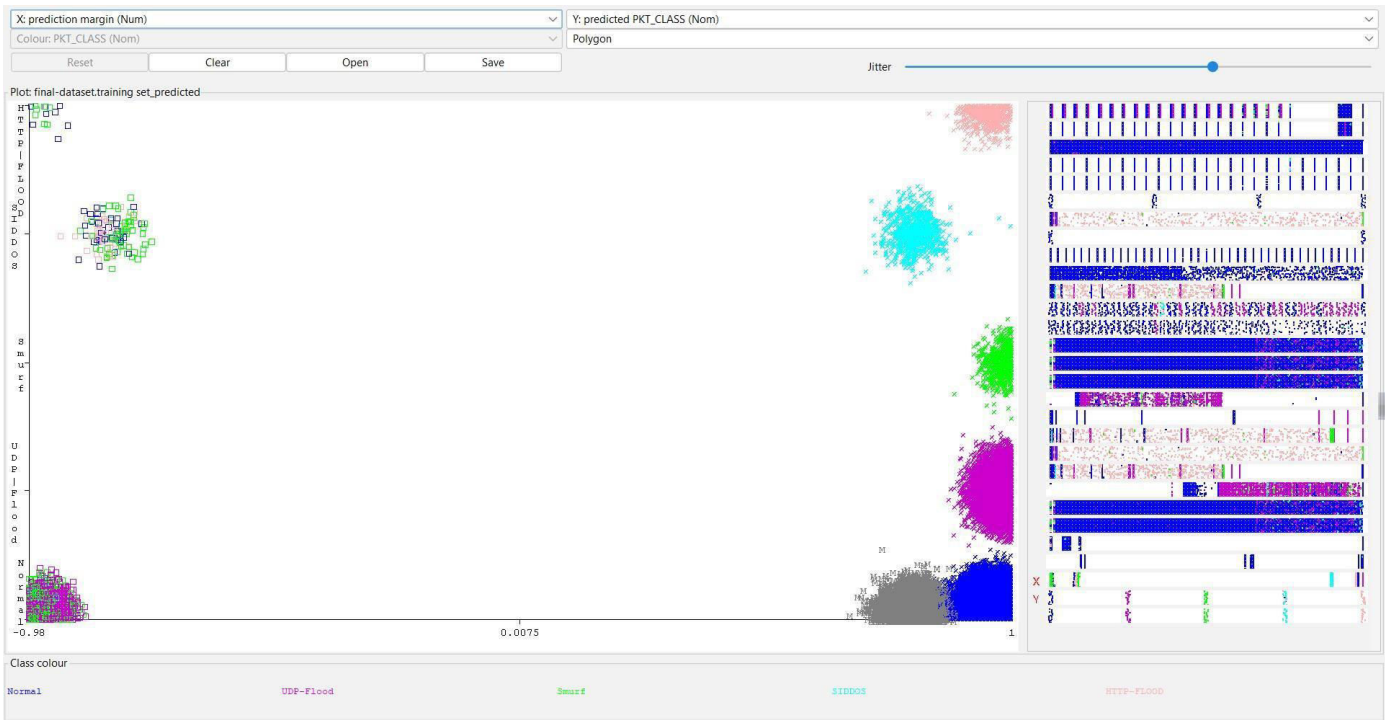 X: prediction margin (Num)
Y: predicted PKT_CLASS (Nom)
Colour: PKT_CLASS (Nom)
Polygon
Reset
Clear
Open
Save
Jitter
Plot: final-dataset.training set_predicted
HTTP|FLOOD
SIDDOS
Smurf
UDP|Flood
Normal
M
-0.98
0.0075
1
X
Y
Class colour
Normal
UDP-Flood
Smurf
SIDDOS
HTTP-FLOOD